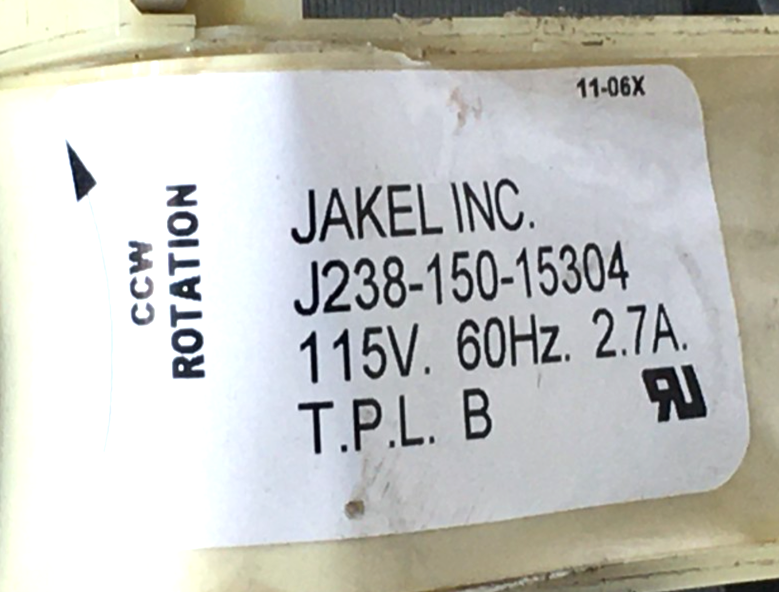 11-06X
CCW
ROTATION
JAKEL INC.
J238-150-15304
115V. 60Hz. 2.7A.
T.P.L. B